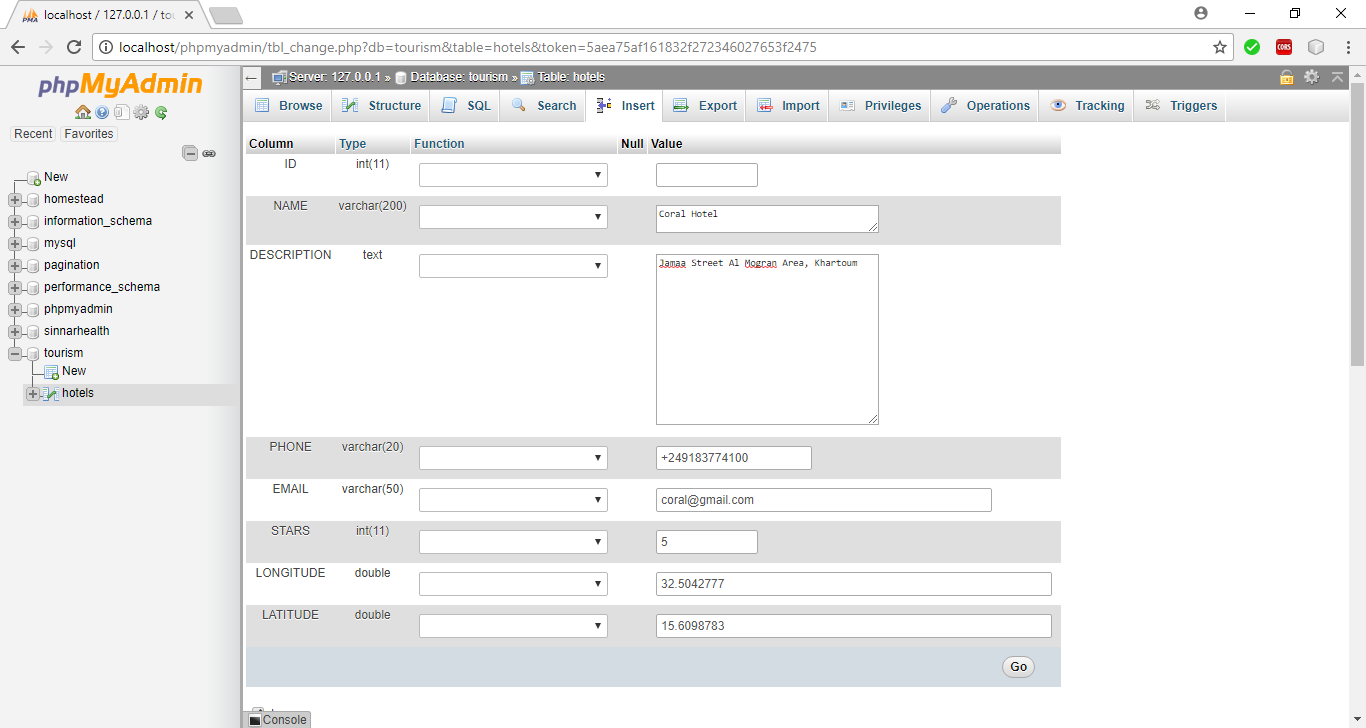 localhost / 127.0.0.1 / tou
localhost/phpmyadmin/tbl_change.php?db=tourism&table=hotels&token=5aea75af161832f272346027653f2475
CORS
phpMyAdmin
Recent Favorites
New
homestead
information_schema
mysql
pagination
performance_schema
phpmyadmin
sinnarhealth
tourism
New
hotels
Server: 127.0.0.1 » Database: tourism » Table: hotels
Browse Structure SQL Search Insert Export Import Privileges Operations Tracking Triggers
Column Type Function Null Value
ID int(11)
NAME varchar(200) Coral Hotel
DESCRIPTION text Jamaa Street Al Mogran Area, Khartoum
PHONE varchar(20) +249183774100
EMAIL varchar(50) coral@gmail.com
STARS int(11) 5
LONGITUDE double 32.5042777
LATITUDE double 15.6098783
Go
Console